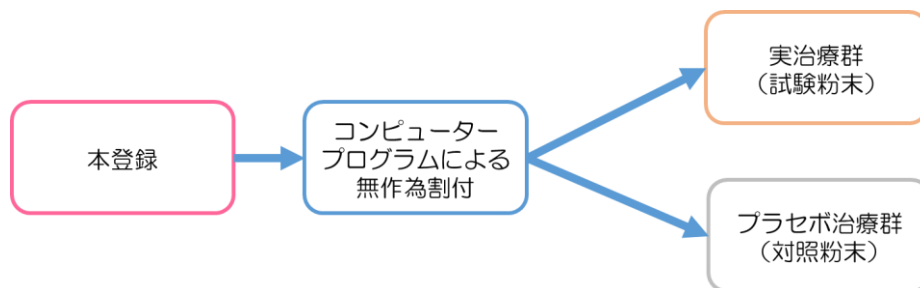 本登録
コンピューター
プログラムによる
無作為割付
実治療群
（試験粉末）
プラセボ治療群
（対照粉末）